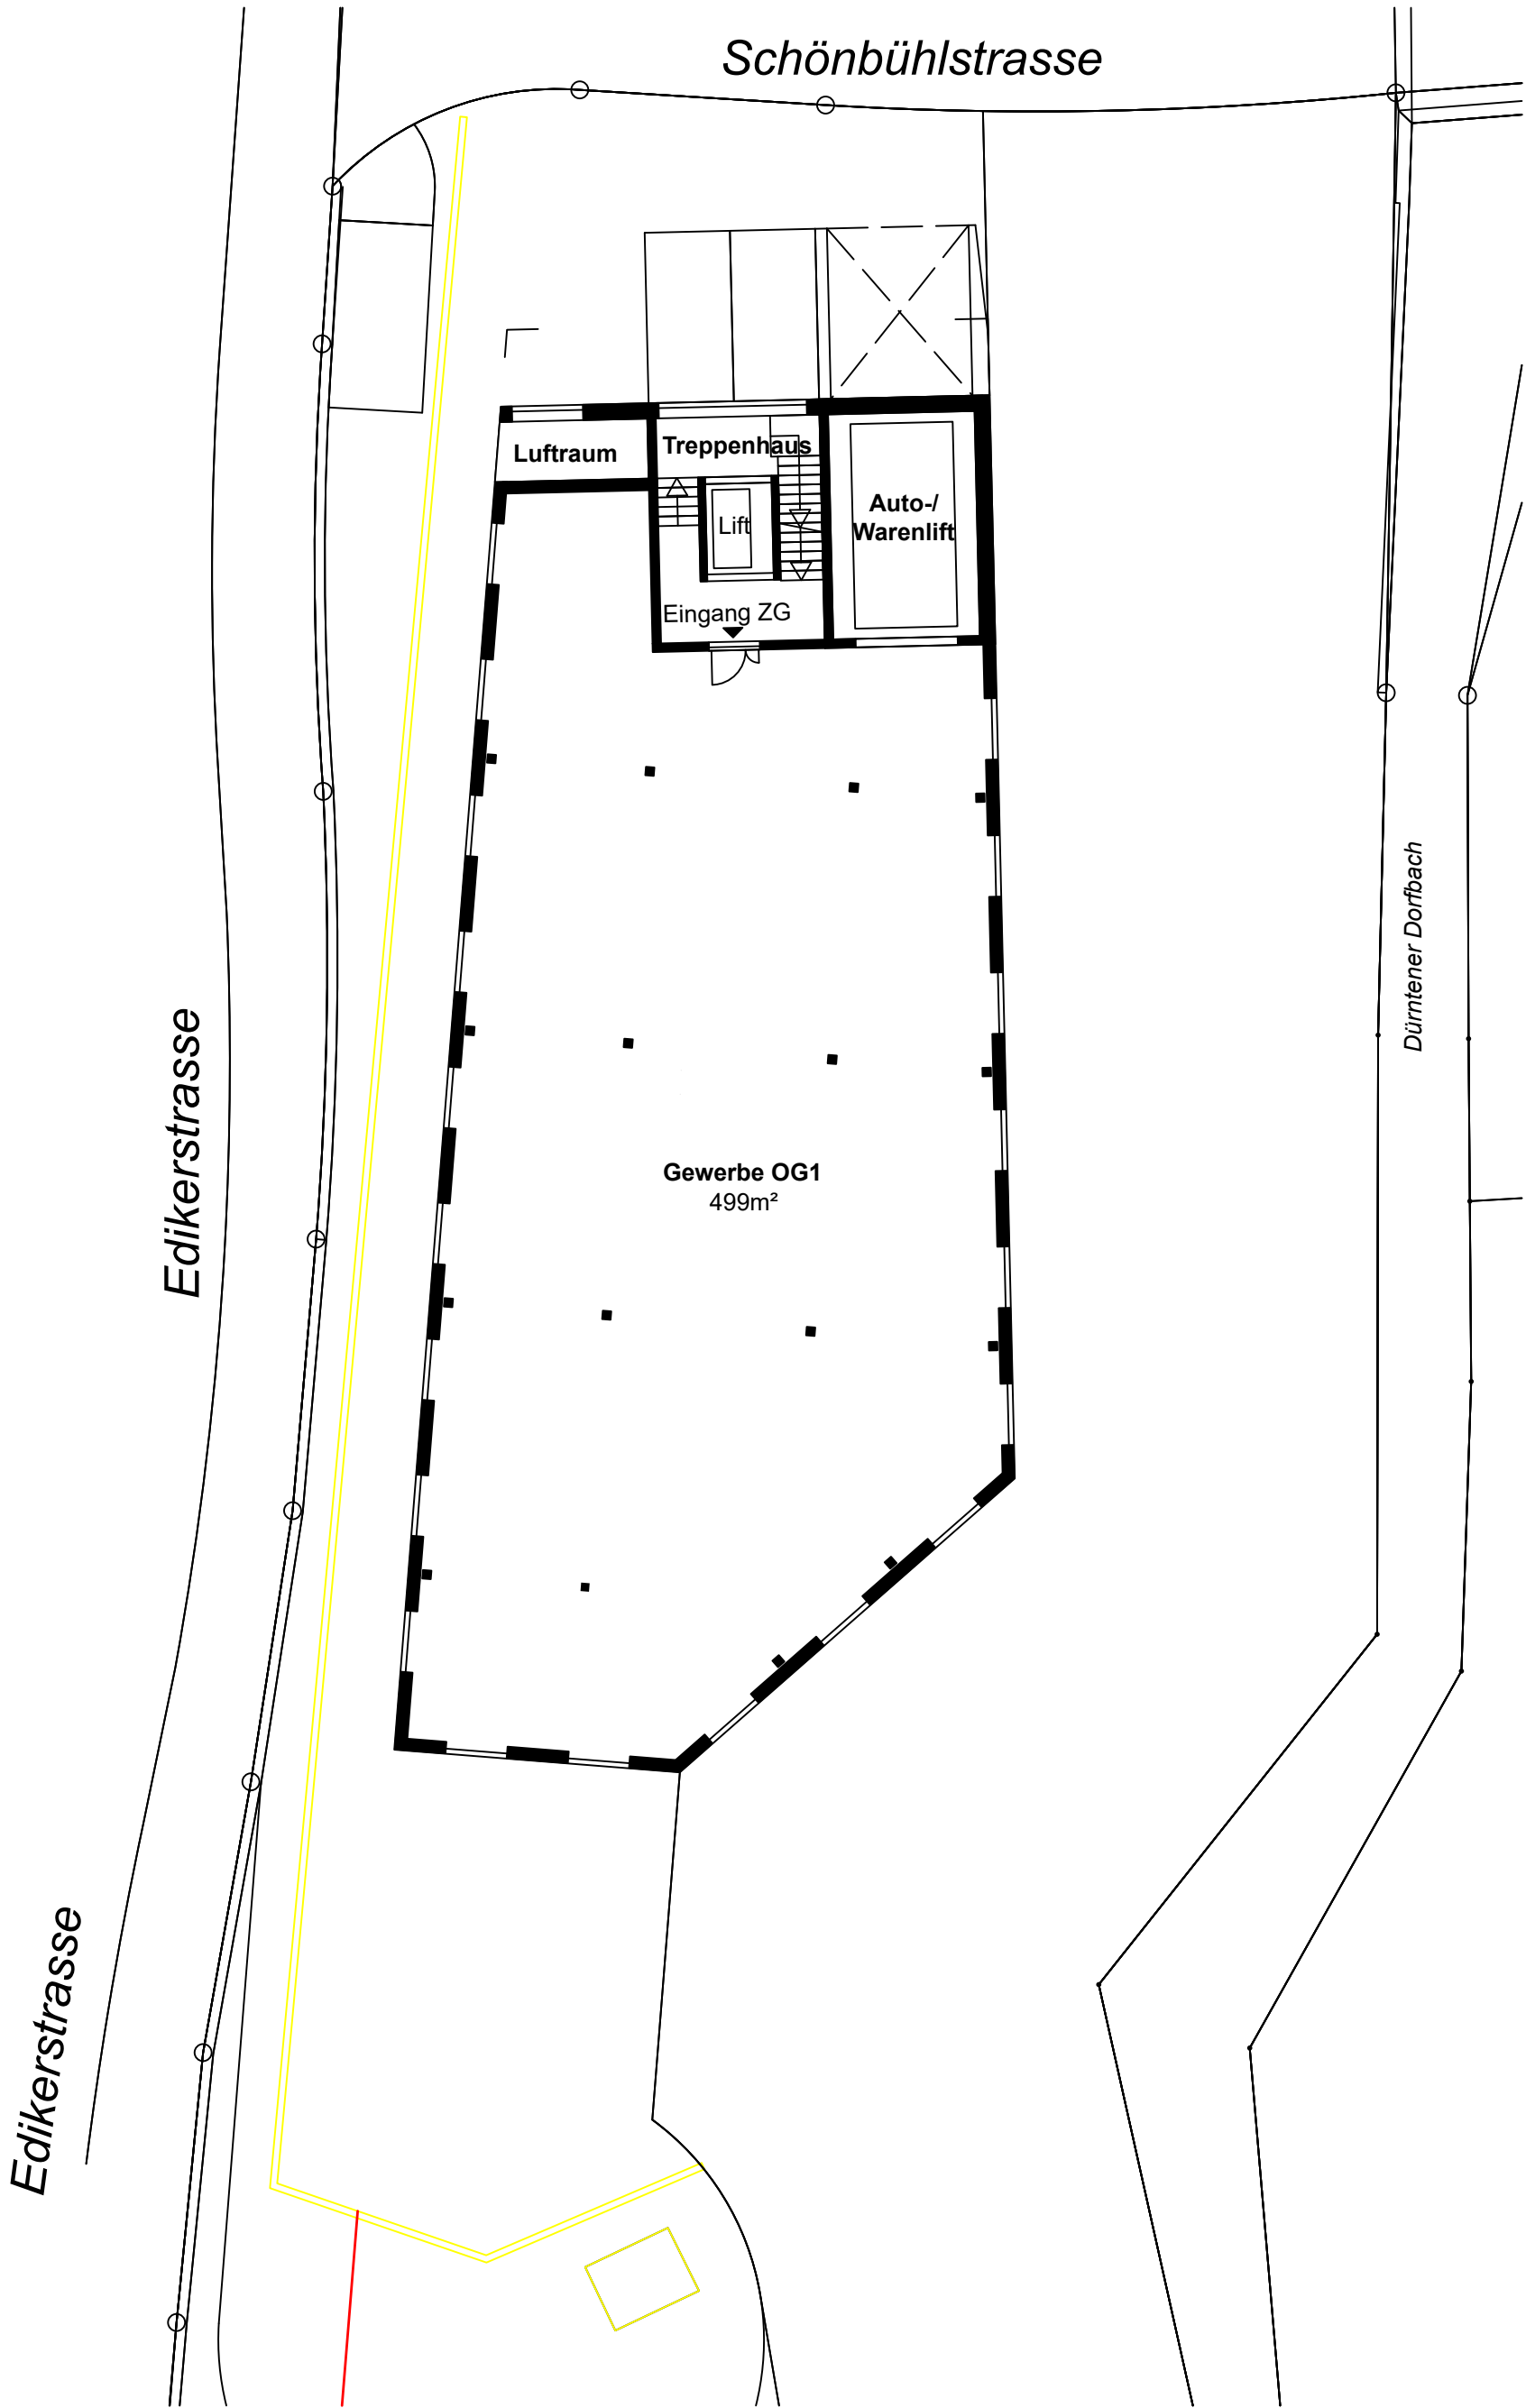 Schönbühlstrasse
Luftraum
Treppenhaus
Auto-/
Warenlift
Lift
Eingang ZG
Dürntener Dorfbach
Edikerstrasse
Gewerbe OG1
499m²
Edikerstrasse